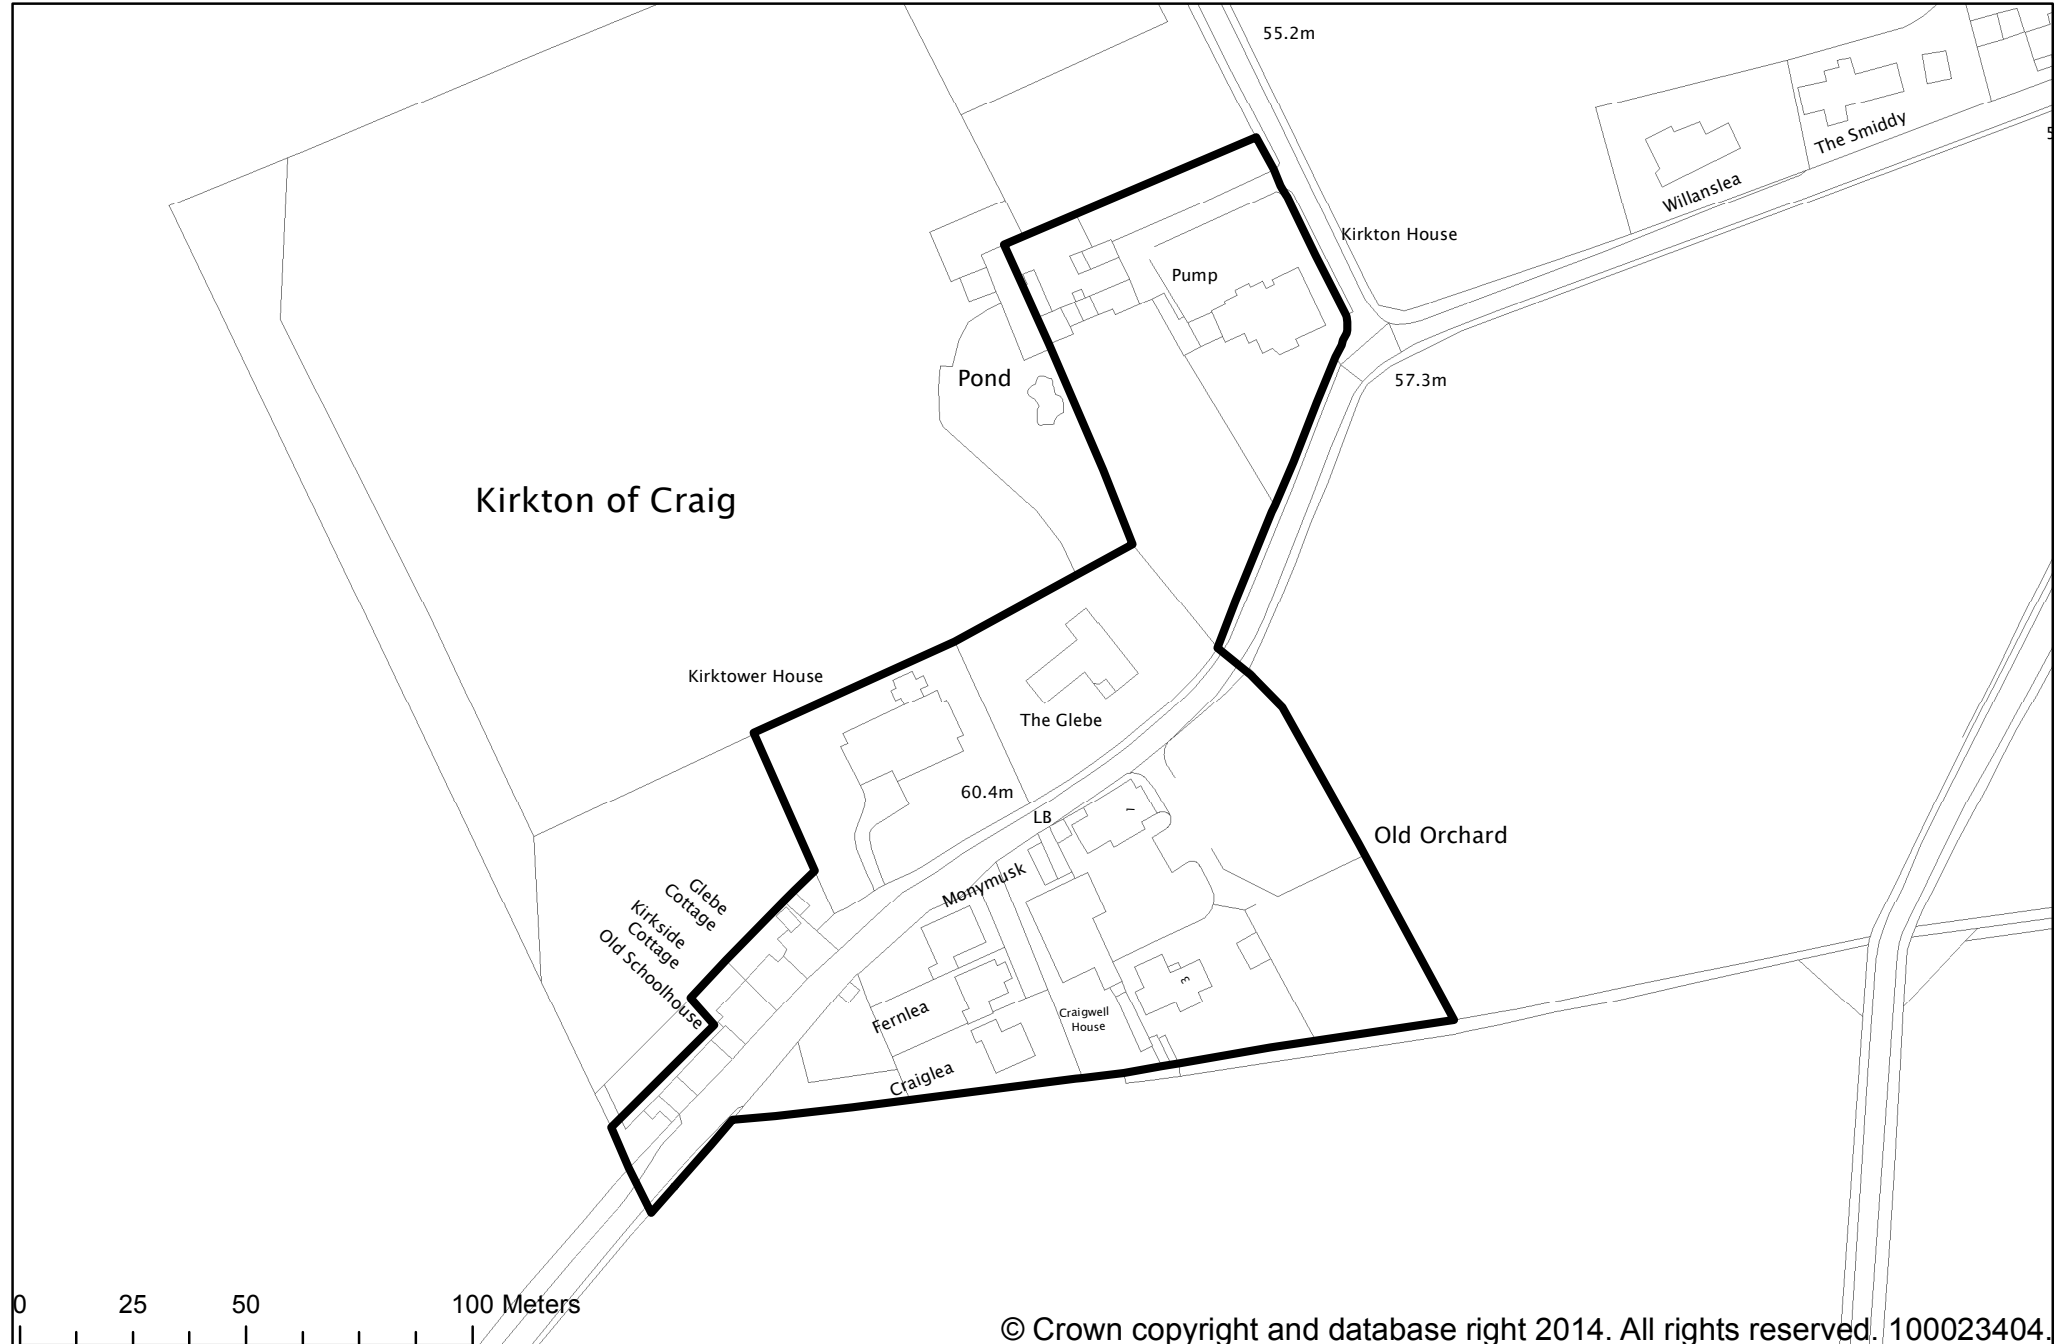 55.2m
The Smiddy
Willanslea
Kirkton House
Pump
Pond
57.3m
Kirkton of Craig
Kirktower House
The Glebe
60.4m
LB
1
Old Orchard
Monymusk
Glebe
Cottage
Kirkside
Cottage
Old Schoolhouse
3
Fernlea
Craigwell
House
Craiglea
0 25 50 100 Meters
© Crown copyright and database right 2014. All rights reserved. 100023404.